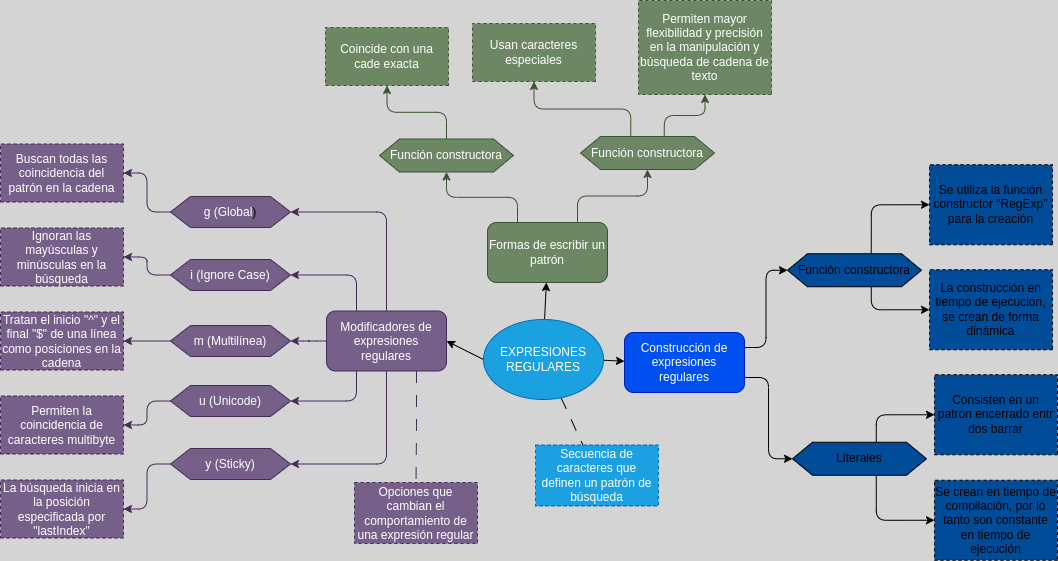 Coincide con una
cade exacta
Usan caracteres
especiales
Permiten mayor
flexibilidad y precisión
en la manipulación y
búsqueda de cadena de
texto
Función constructora
Función constructora
Formas de escribir un
patrón
Buscan todas las
coincidencia del
patrón en la cadena
g (Global)
Ignoran las
mayúsculas y
minúsculas en la
búsqueda
i (Ignore Case)
Tratan el inicio "^" y el
final "$" de una línea
como posiciones en la
cadena
m (Multilínea)
Permiten la
coincidencia de
caracteres multibyte
u (Unicode)
La búsqueda inicia en
la posición
especificada por
"lastIndex"
y (Sticky)
Modificadores de
expresiones
regulares
Opciones que
cambian el
comportamiento de
una expresión regular
EXPRESIONES
REGULARES
Secuencia de
caracteres que
definen un patrón de
búsqueda
Construcción de
expresiones
regulares
Función constructora
Se utiliza la función
constructor "RegExp"
para la creación
La construcción en
tiempo de ejecución,
se crean de forma
dinámica
Literales
Consisten en un
patron encerrado entr
dos barrar
Se crean en tiempo de
compilación, por lo
tanto son constante
en tiempo de
ejecución